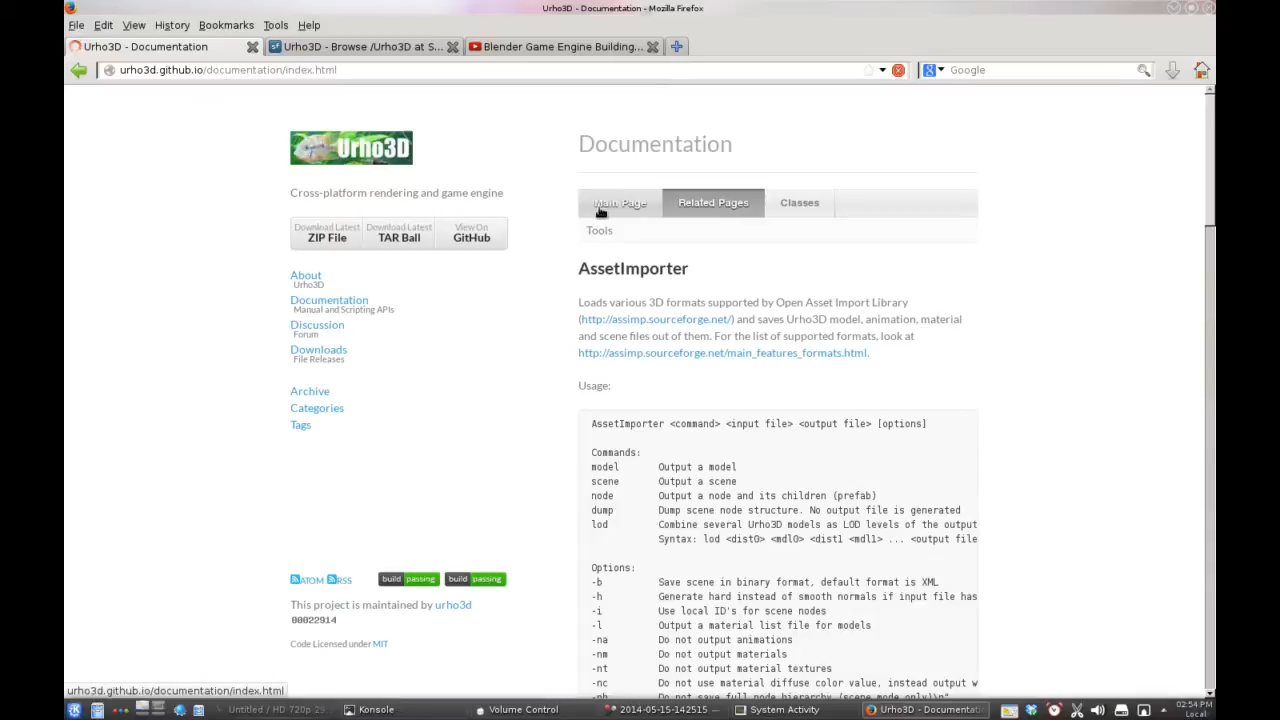 Urho3D - Documentation - Mozilla Firefox
File Edit View History Bookmarks Tools Help
Urho3D - Documentation
Urho3D - Browse /Urho3D at S...
Blender Game Engine Building...
urho3d.github.io/documentation/index.html
Google
Urho3D
Cross-platform rendering and game engine
Download Latest ZIP File
Download Latest TAR Ball
View On GitHub
About
Urho3D
Documentation
Manual and Scripting APIs
Discussion
Forum
Downloads
File Releases
Archive
Categories
Tags
ATOM RSS build passing build passing
This project is maintained by urho3d
00022914
Code Licensed under MIT
Documentation
Main Page Related Pages Classes
Tools
AssetImporter
Loads various 3D formats supported by Open Asset Import Library
(http://assimp.sourceforge.net/) and saves Urho3D model, animation, material
and scene files out of them. For the list of supported formats, look at
http://assimp.sourceforge.net/main_features_formats.html.
Usage:
AssetImporter <command> <input file> <output file> [options]
Commands:
model Output a model
scene Output a scene
node Output a node and its children (prefab)
dump Dump scene node structure. No output file is generated
lod Combine several Urho3D models as LOD levels of the output
Syntax: lod <dist0> <mdl0> <dist1 <mdl1> ... <output file
Options:
-b Save scene in binary format, default format is XML
-h Generate hard instead of smooth normals if input file has
-i Use local ID's for scene nodes
-l Output a material list file for models
-na Do not output animations
-nm Do not output materials
-nt Do not output material textures
-nc Do not use material diffuse color value, instead output w
urho3d.github.io/documentation/index.html
Untitled / HD 720p 29
Konsole
Volume Control
2014-05-15-142515
System Activity
Urho3D - Documentati
02:54 PM
Local